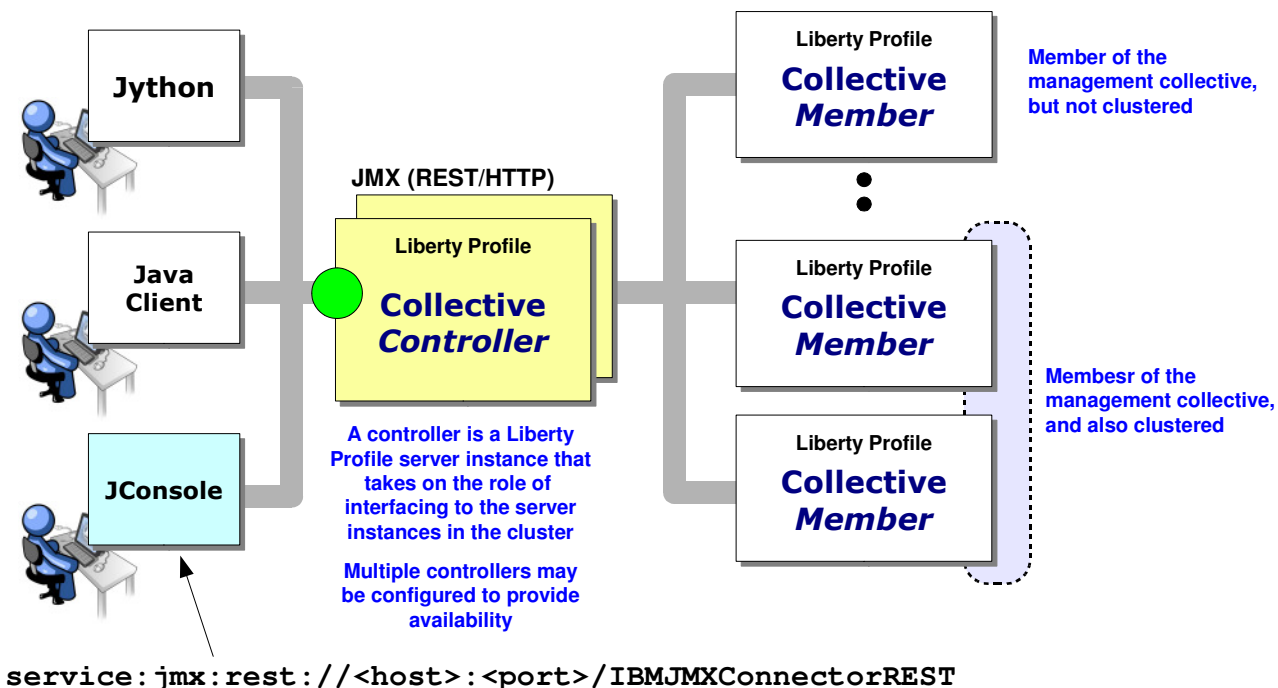 Jython
Java
Client
JConsole
JMX (REST/HTTP)
Liberty Profile
Collective
Controller
A controller is a Liberty
Profile server instance that
takes on the role of
interfacing to the server
instances in the cluster
Multiple controllers may
be configured to provide
availability
Liberty Profile
Collective
Member
Member of the
management collective,
but not clustered
Liberty Profile
Collective
Member
Liberty Profile
Collective
Member
Membesr of the
management collective,
and also clustered
service:jmx:rest://<host>:<port>/IBMJMXConnectorREST